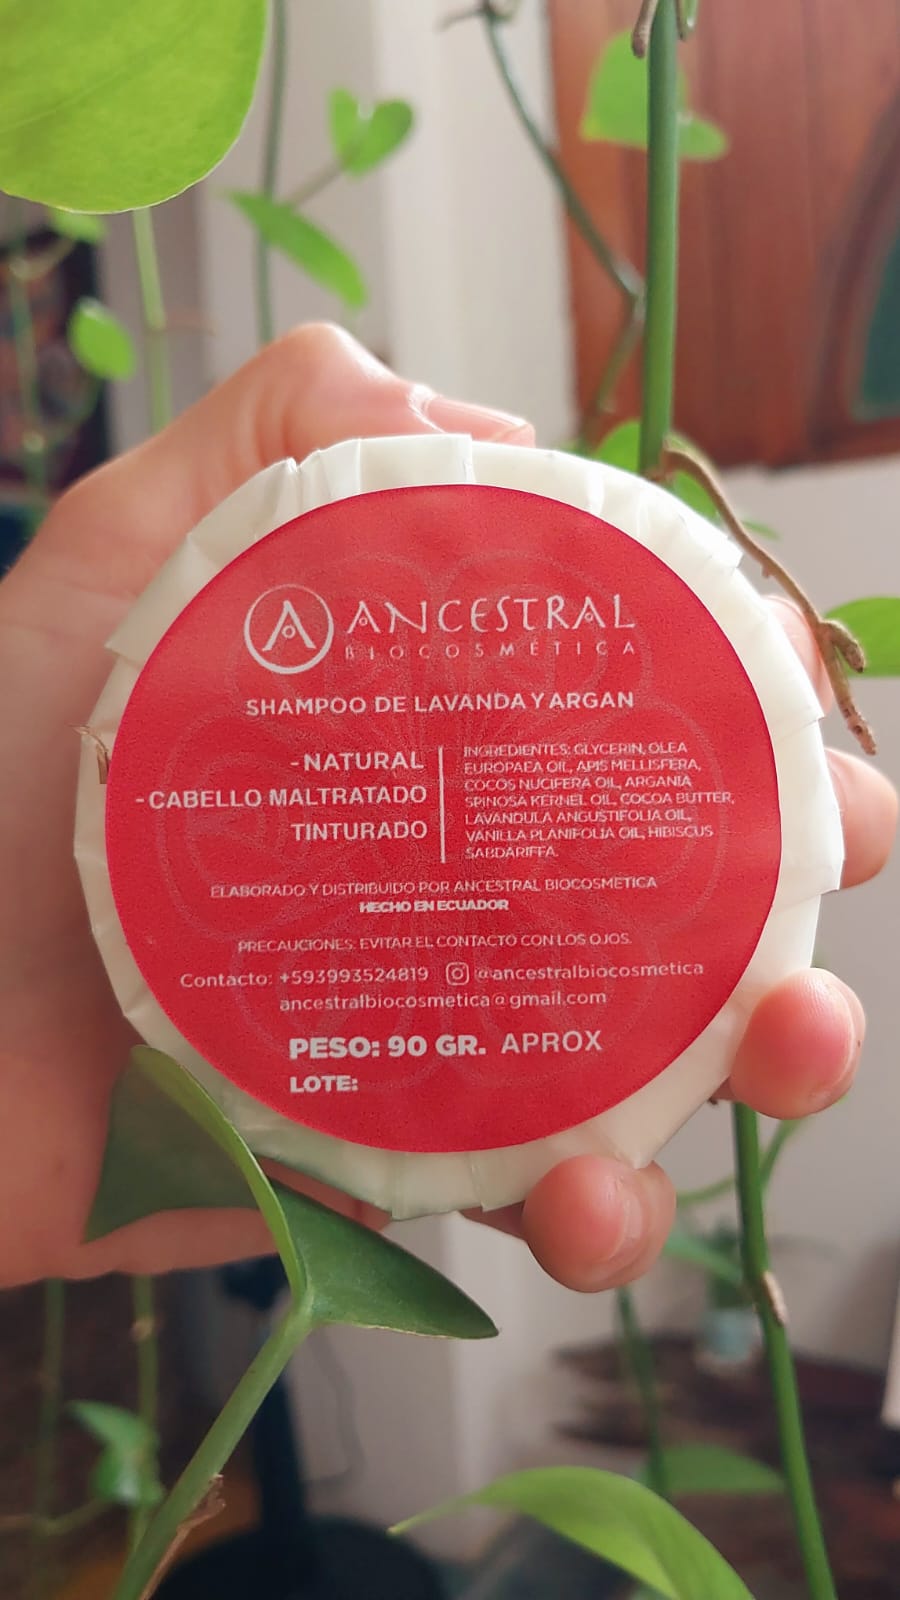 ANCESTRAL
BIOCOSMÉTICA
SHAMPOO DE LAVANDA Y ARGAN
-NATURAL
-CABELLO MALTRATADO
TINTURADO
INGREDIENTES: GLYCERIN, OLEA
EUROPAEA OIL, APIS MELLISFERA,
COCOS NUCIFERA OIL, ARGANIA
SPINOSA KERNEL OIL, COCOA BUTTER,
LAVANDULA ANGUSTIFOLIA OIL,
VANILLA PLANIFOLIA OIL, HIBISCUS
SABDARIFFA.
ELABORADO Y DISTRIBUIDO POR ANCESTRAL BIOCOSMETICA
HECHO EN ECUADOR
PRECAUCIONES: EVITAR EL CONTACTO CON LOS OJOS.
Contacto: +593993524819 @ancestralbiocosmetica
ancestralbiocosmetica@gmail.com
PESO: 90 GR. APROX
LOTE: